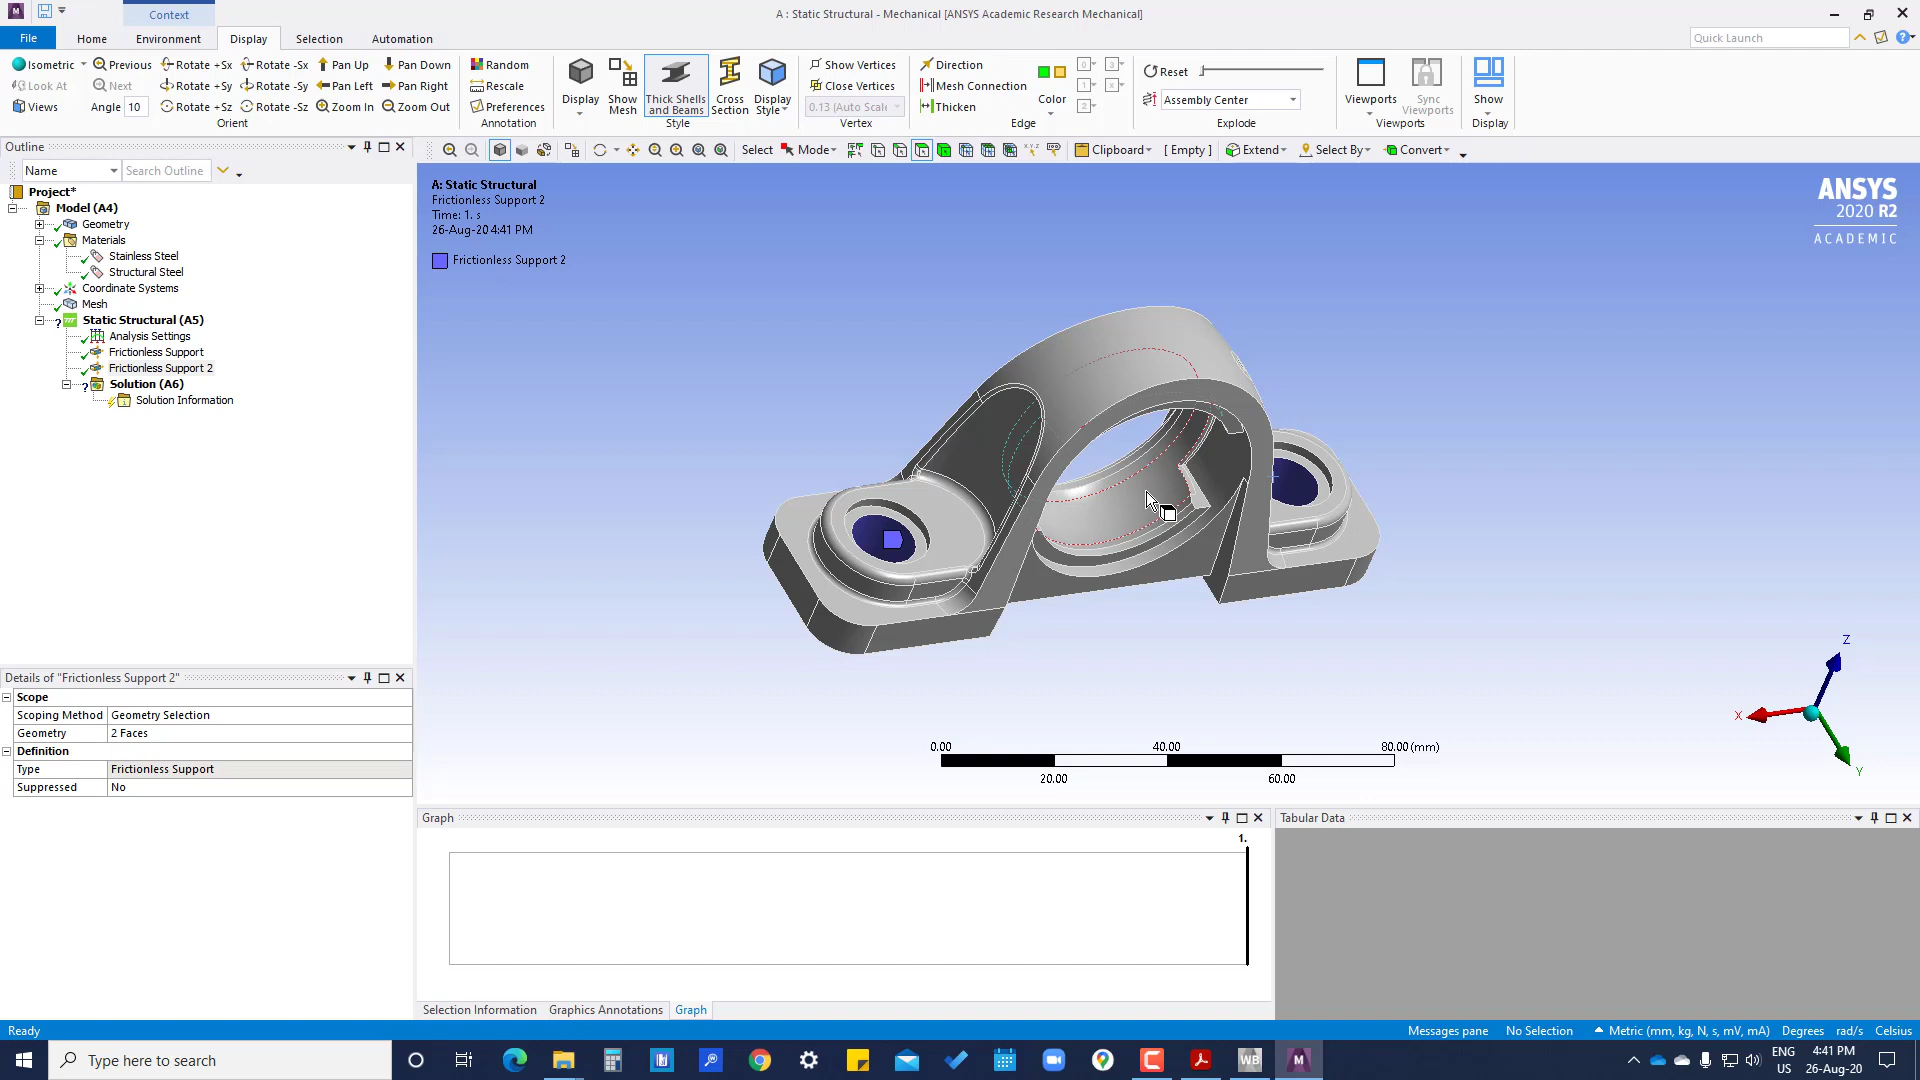 Context
A : Static Structural - Mechanical [ANSYS Academic Research Mechanical]
File
Home
Environment
Display
Selection
Automation
Quick Launch
Isometric
Previous
Rotate +Sx
Rotate -Sx
Pan Up
Pan Down
Look At
Next
Rotate +Sy
Rotate -Sy
Pan Left
Pan Right
Views
Angle 10
Rotate +Sz
Rotate -Sz
Zoom In
Zoom Out
Orient
Random
Rescale
Preferences
Annotation
Display
Show
Mesh
Thick Shells
and Beams
Cross
Section
Display
Style
Style
Show Vertices
Close Vertices
0.13 (Auto Scale
Vertex
Direction
Mesh Connection
Thicken
Color
Edge
Reset
Assembly Center
Explode
Viewports
Sync
Viewports
Viewports
Show
Display
Outline
Select
Mode
Clipboard
[ Empty ]
Extend
Select By
Convert
Name
Search Outline
Project*
Model (A4)
Geometry
Materials
Stainless Steel
Structural Steel
Coordinate Systems
Mesh
Static Structural (A5)
Analysis Settings
Frictionless Support
Frictionless Support 2
Solution (A6)
Solution Information
A: Static Structural
Frictionless Support 2
Time: 1. s
26-Aug-20 4:41 PM
Frictionless Support 2
ANSYS
2020 R2
ACADEMIC
Z
X
Y
0.00
40.00
80.00 (mm)
20.00
60.00
Details of "Frictionless Support 2"
Scope
Scoping Method
Geometry Selection
Geometry
2 Faces
Definition
Type
Frictionless Support
Suppressed
No
Graph
Tabular Data
1.
Selection Information
Graphics Annotations
Graph
Ready
Messages pane
No Selection
Metric (mm, kg, N, s, mV, mA)
Degrees
rad/s
Celsius
Type here to search
WB
M
ENG
US
4:41 PM
26-Aug-20